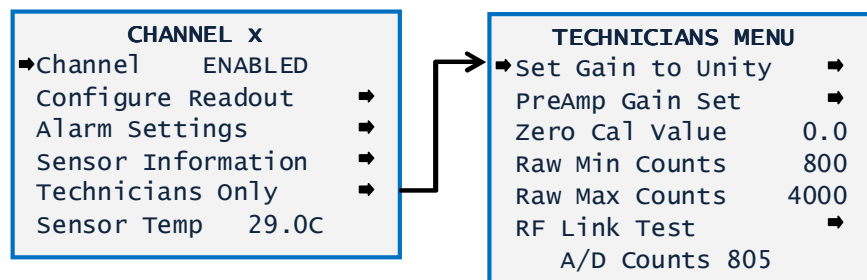 CHANNEL x
➡Channel ENABLED
Configure Readout ➡
Alarm Settings ➡
Sensor Information ➡
Technicians Only ➡
Sensor Temp 29.0C
TECHNICIANS MENU
➡Set Gain to Unity ➡
PreAmp Gain Set ➡
Zero Cal Value 0.0
Raw Min Counts 800
Raw Max Counts 4000
RF Link Test ➡
A/D Counts 805